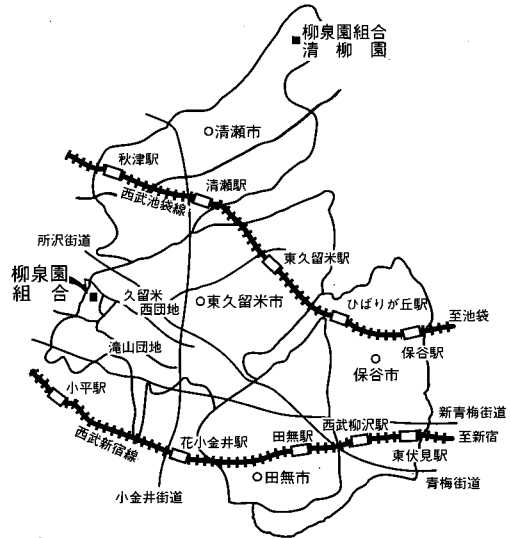 柳泉園組合
清柳園
清瀬市
秋津駅
清瀬駅
西武池袋線
所沢街道
東久留米駅
柳泉園
組合
久留米
西団地
東久留米市
ひばりが丘駅
至池袋
保谷駅
滝山団地
保谷市
小平駅
新青梅街道
西武柳沢駅
花小金井駅
田無駅
至新宿
西武新宿線
東伏見駅
田無市
青梅街道
小金井街道